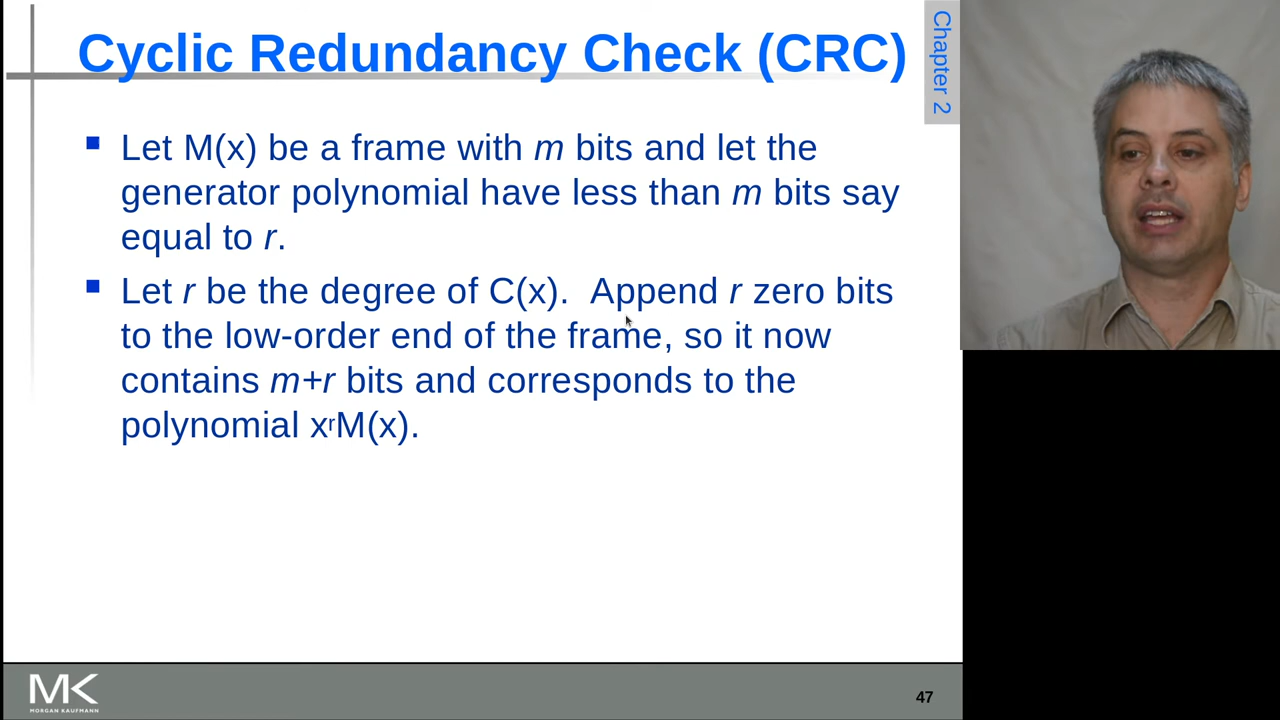 Cyclic Redundancy Check (CRC)
Chapter 2
Let M(x) be a frame with m bits and let the
generator polynomial have less than m bits say
equal to r.
Let r be the degree of C(x).  Append r zero bits
to the low-order end of the frame, so it now
contains m+r bits and corresponds to the
polynomial xʳM(x).
MK
MORGAN KAUFMANN
47